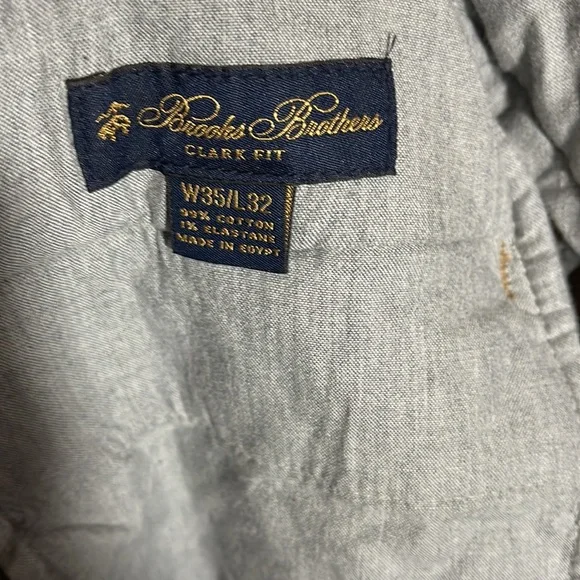 Brooks Brothers
CLARK FIT
W35/L32
99% COTTON
1% ELASTANE
MADE IN EGYPT